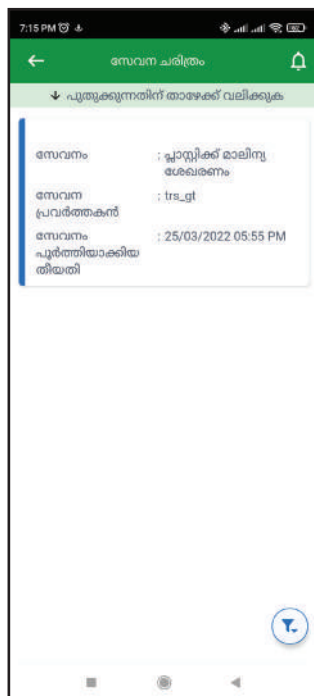 7:15 PM
സേവന ചരിത്രം
പുതുക്കുന്നതിന് താഴേക്ക് വലിക്കുക
സേവനം : പ്ലാസ്റ്റിക്ക് മാലിന്യ
ശേഖരണം
സേവന : trs_gt
പ്രവർത്തകൻ
സേവനം : 25/03/2022 05:55 PM
പൂർത്തിയാക്കിയ
തീയതി